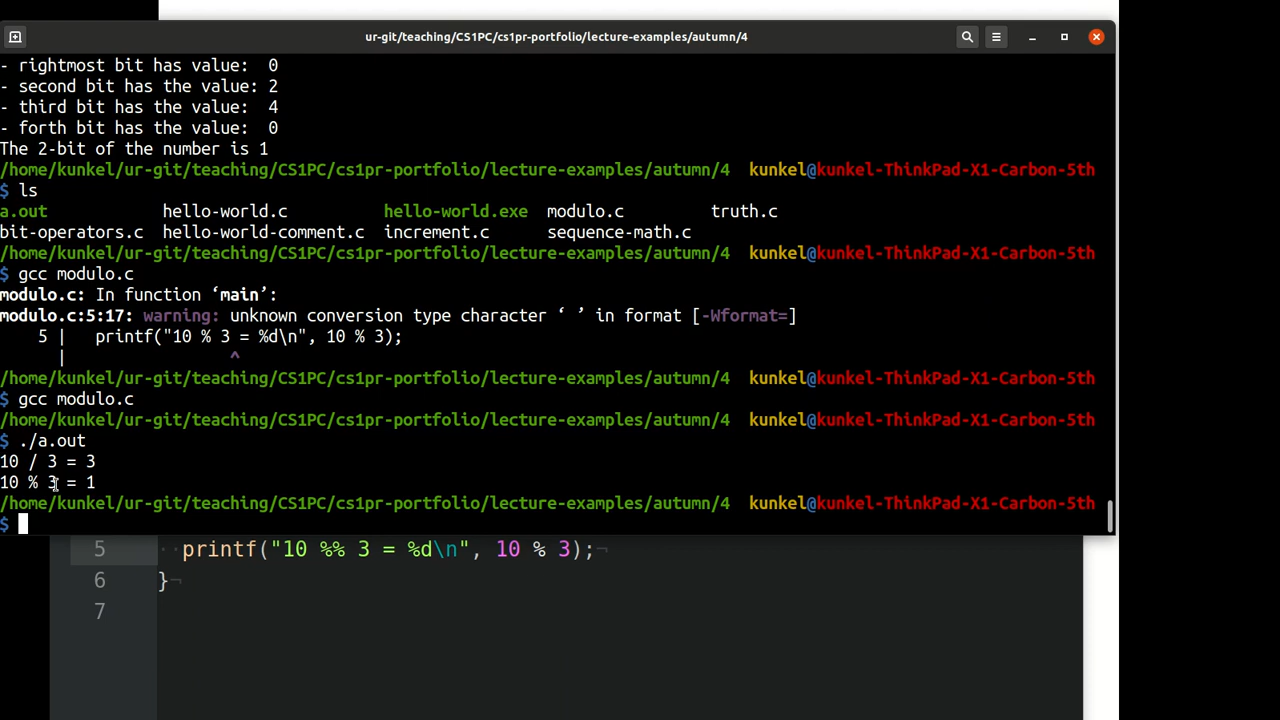 ur-git/teaching/CS1PC/cs1pr-portfolio/lecture-examples/autumn/4
- rightmost bit has value:  0
- second bit has the value: 2
- third bit has the value:  4
- forth bit has the value:  0
The 2-bit of the number is 1
/home/kunkel/ur-git/teaching/CS1PC/cs1pr-portfolio/lecture-examples/autumn/4  kunkel@kunkel-ThinkPad-X1-Carbon-5th
$ ls
a.out            hello-world.c          hello-world.exe  modulo.c         truth.c
bit-operators.c  hello-world-comment.c  increment.c      sequence-math.c
/home/kunkel/ur-git/teaching/CS1PC/cs1pr-portfolio/lecture-examples/autumn/4  kunkel@kunkel-ThinkPad-X1-Carbon-5th
$ gcc modulo.c
modulo.c: In function ‘main’:
modulo.c:5:17: warning: unknown conversion type character ‘ ’ in format [-Wformat=]
    5 |   printf("10 % 3 = %d\n", 10 % 3);
      |                 ^
/home/kunkel/ur-git/teaching/CS1PC/cs1pr-portfolio/lecture-examples/autumn/4  kunkel@kunkel-ThinkPad-X1-Carbon-5th
$ gcc modulo.c
/home/kunkel/ur-git/teaching/CS1PC/cs1pr-portfolio/lecture-examples/autumn/4  kunkel@kunkel-ThinkPad-X1-Carbon-5th
$ ./a.out
10 / 3 = 3
10 % 3 = 1
/home/kunkel/ur-git/teaching/CS1PC/cs1pr-portfolio/lecture-examples/autumn/4  kunkel@kunkel-ThinkPad-X1-Carbon-5th
$
5   printf("10 %% 3 = %d\n", 10 % 3);¬
6 }¬
7